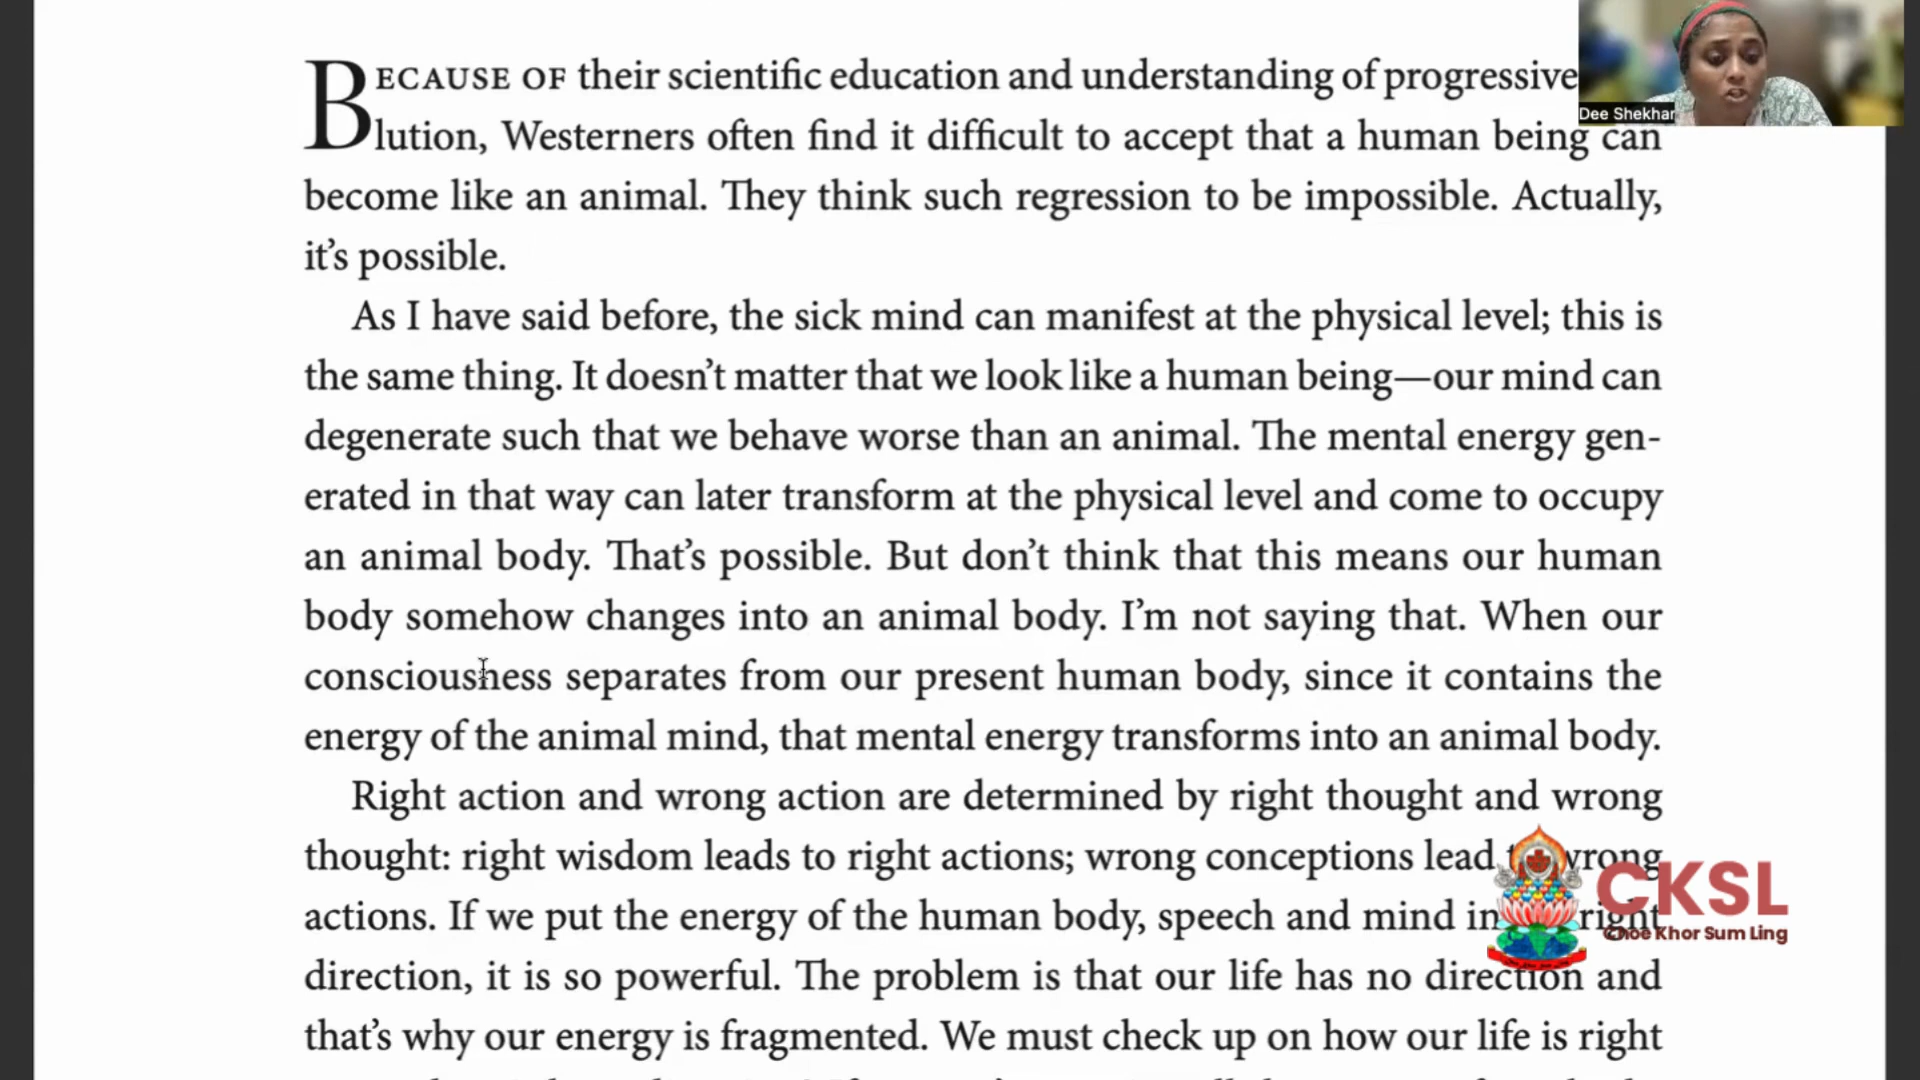 BECAUSE OF their scientific education and understanding of progressive
lution, Westerners often find it difficult to accept that a human being can
become like an animal. They think such regression to be impossible. Actually,
it's possible.
As I have said before, the sick mind can manifest at the physical level; this is
the same thing. It doesn't matter that we look like a human being—our mind can
degenerate such that we behave worse than an animal. The mental energy gen-
erated in that way can later transform at the physical level and come to occupy
an animal body. That's possible. But don't think that this means our human
body somehow changes into an animal body. I'm not saying that. When our
consciousness separates from our present human body, since it contains the
energy of the animal mind, that mental energy transforms into an animal body.
Right action and wrong action are determined by right thought and wrong
thought: right wisdom leads to right actions; wrong conceptions lead wrong
actions. If we put the energy of the human body, speech and mind in right
direction, it is so powerful. The problem is that our life has no direction and
that's why our energy is fragmented. We must check up on how our life is right
Dee Shekhar
CKSL
Choe Khor Sum Ling